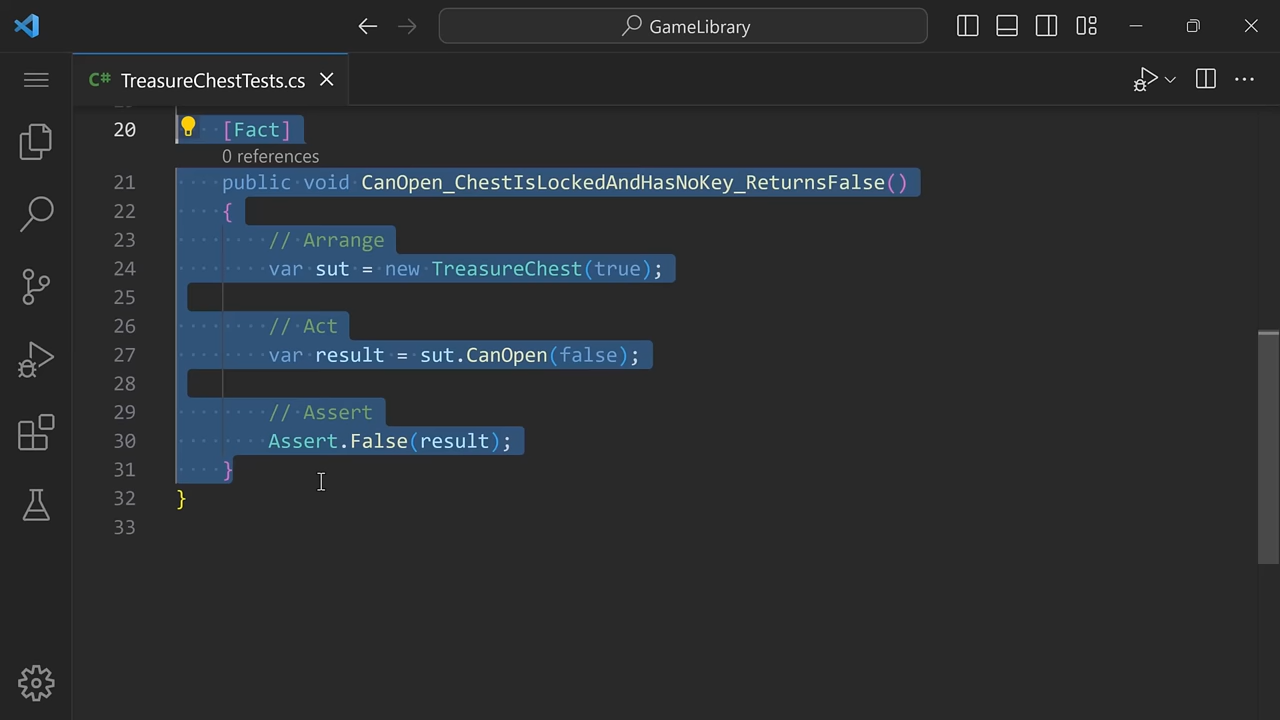 GameLibrary
C# TreasureChestTests.cs
20 [Fact]
0 references
21 public void CanOpen_ChestIsLockedAndHasNoKey_ReturnsFalse()
22 {
23 // Arrange
24 var sut = new TreasureChest(true);
25
26 // Act
27 var result = sut.CanOpen(false);
28
29 // Assert
30 Assert.False(result);
31 }
32 }
33